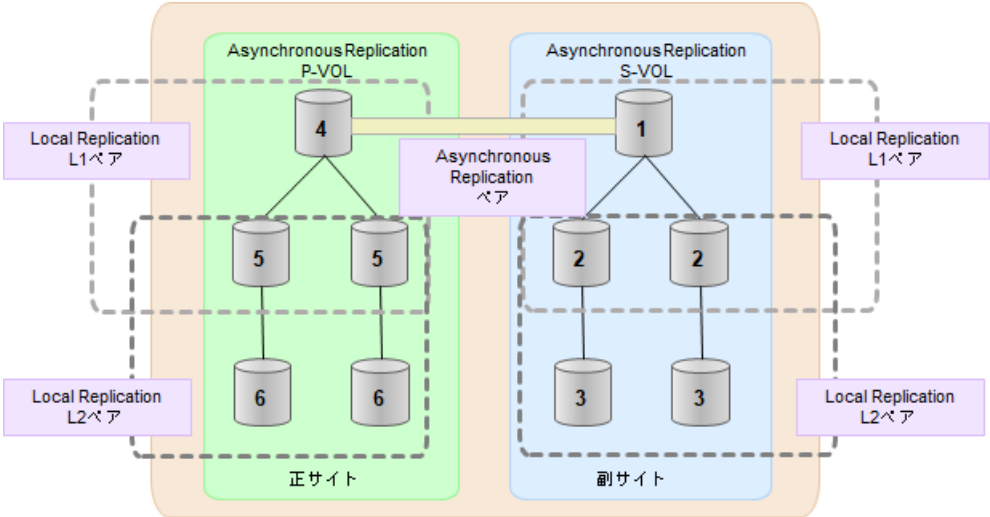 Asynchronous Replication
P-VOL
Asynchronous Replication
S-VOL
4
1
Local Replication
L1ペア
Asynchronous
Replication
ペア
Local Replication
L1ペア
5
5
2
2
6
6
3
3
Local Replication
L2ペア
Local Replication
L2ペア
正サイト
副サイト